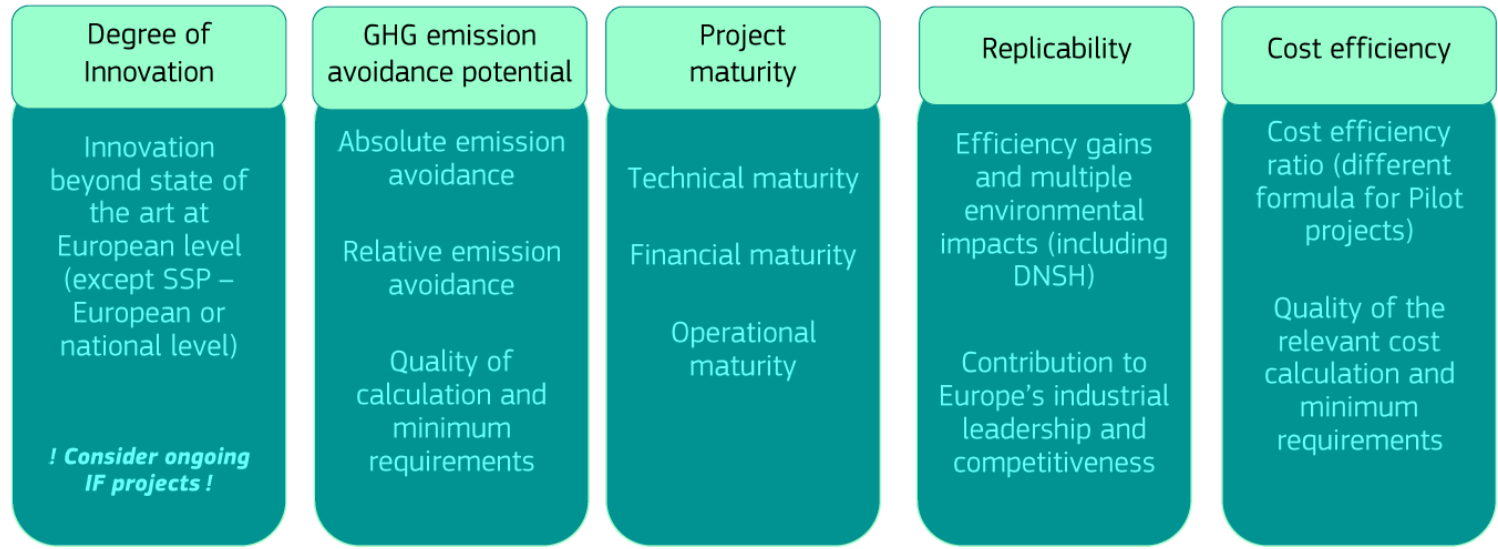 Degree of
Innovation
Innovation
beyond state of
the art at
European level
(except SSP –
European or
national level)
! Consider ongoing
IF projects !
GHG emission
avoidance potential
Absolute emission
avoidance
Relative emission
avoidance
Quality of
calculation and
minimum
requirements
Project
maturity
Technical maturity
Financial maturity
Operational
maturity
Replicability
Efficiency gains
and multiple
environmental
impacts (including
DNSH)
Contribution to
Europe's industrial
leadership and
competitiveness
Cost efficiency
Cost efficiency
ratio (different
formula for Pilot
projects)
Quality of the
relevant cost
calculation and
minimum
requirements